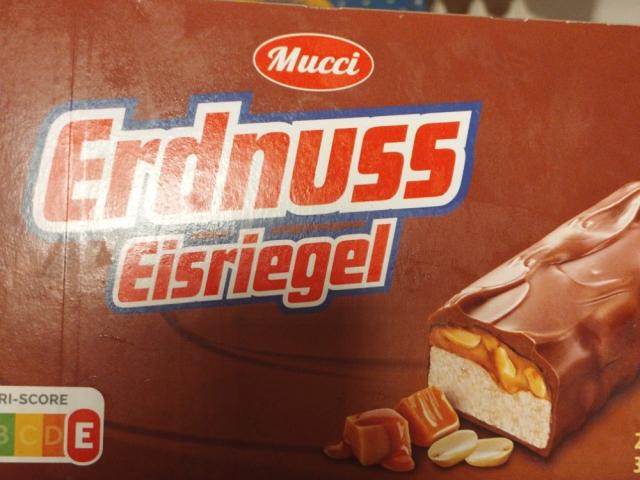 Mucci
Erdnuss
Eisriegel
RI-SCORE
B C D E